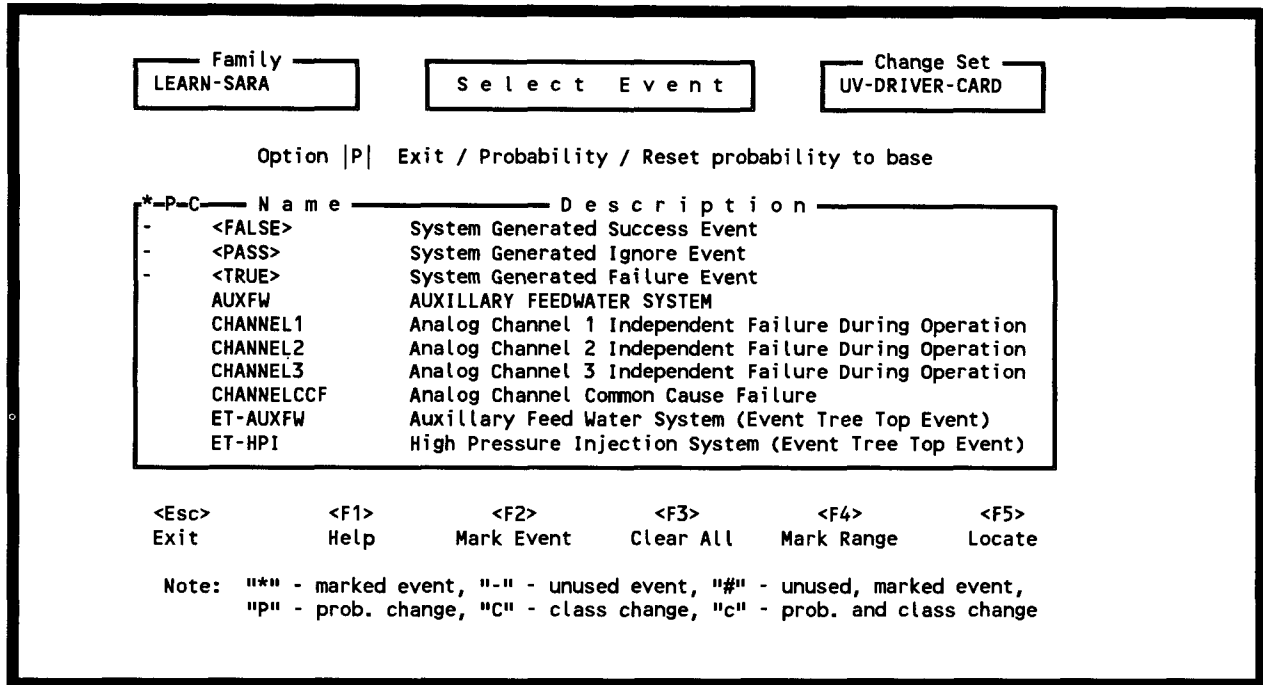 Family
LEARN-SARA
Select Event
Change Set
UV-DRIVER-CARD
Option |P| Exit / Probability / Reset probability to base
*-P-C Name Description
- <FALSE> System Generated Success Event
- <PASS> System Generated Ignore Event
- <TRUE> System Generated Failure Event
AUXFW AUXILLARY FEEDWATER SYSTEM
CHANNEL1 Analog Channel 1 Independent Failure During Operation
CHANNEL2 Analog Channel 2 Independent Failure During Operation
CHANNEL3 Analog Channel 3 Independent Failure During Operation
CHANNELCCF Analog Channel Common Cause Failure
ET-AUXFW Auxillary Feed Water System (Event Tree Top Event)
ET-HPI High Pressure Injection System (Event Tree Top Event)
<Esc> <F1> <F2> <F3> <F4> <F5>
Exit Help Mark Event Clear All Mark Range Locate
Note: "*" - marked event, "-" - unused event, "#" - unused, marked event,
"P" - prob. change, "C" - class change, "c" - prob. and class change